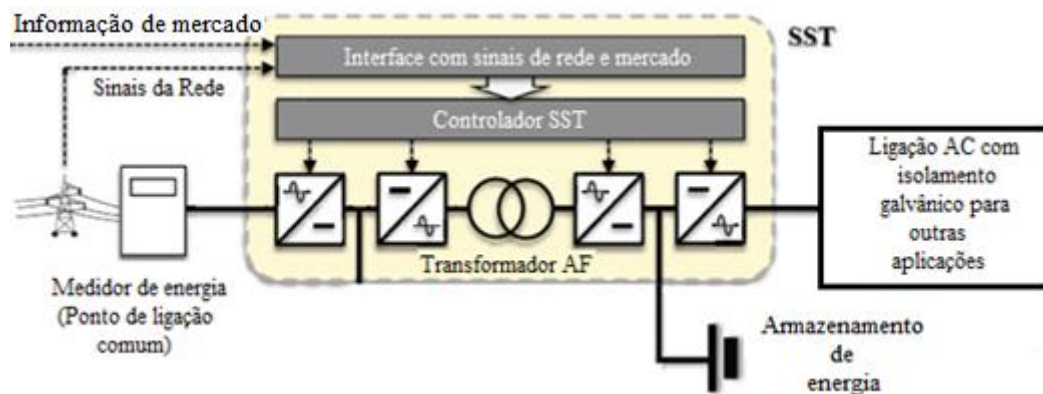 Informação de mercado
SST
Interface com sinais de rede e mercado
Sinais da Rede
Controlador SST
Ligação AC com
isolamento
galvânico para
outras
aplicações
Transformador AF
Medidor de energia
(Ponto de ligação
comum)
Armazenamento
de
energia